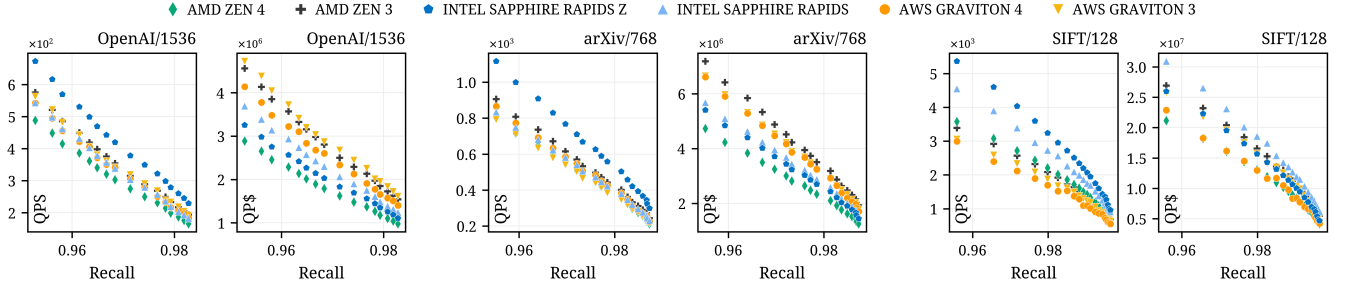 AMD ZEN 4 AMD ZEN 3 INTEL SAPPHIRE RAPIDS Z INTEL SAPPHIRE RAPIDS AWS GRAVITON 4 AWS GRAVITON 3
×10² OpenAI/1536
6
5
4
3
2
QPS
0.96 0.98
Recall
×10⁶ OpenAI/1536
4
3
2
1
QP$
0.96 0.98
Recall
×10³ arXiv/768
1.0
0.8
0.6
0.4
0.2
QPS
0.96 0.98
Recall
×10⁶ arXiv/768
6
4
2
QP$
0.96 0.98
Recall
×10³ SIFT/128
5
4
3
2
1
QPS
0.96 0.98
Recall
×10⁷ SIFT/128
3.0
2.5
2.0
1.5
1.0
0.5
QP$
0.96 0.98
Recall